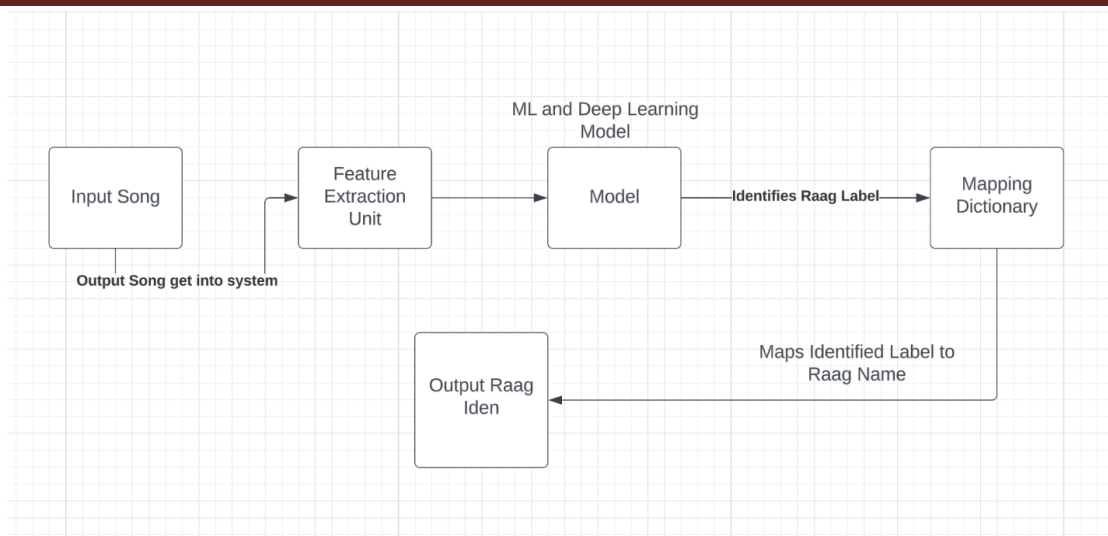 ML and Deep Learning
Model
Input Song
Feature
Extraction
Unit
Model
Identifies Raag Label
Mapping
Dictionary
Output Song get into system
Maps Identified Label to
Raag Name
Output Raag
Iden